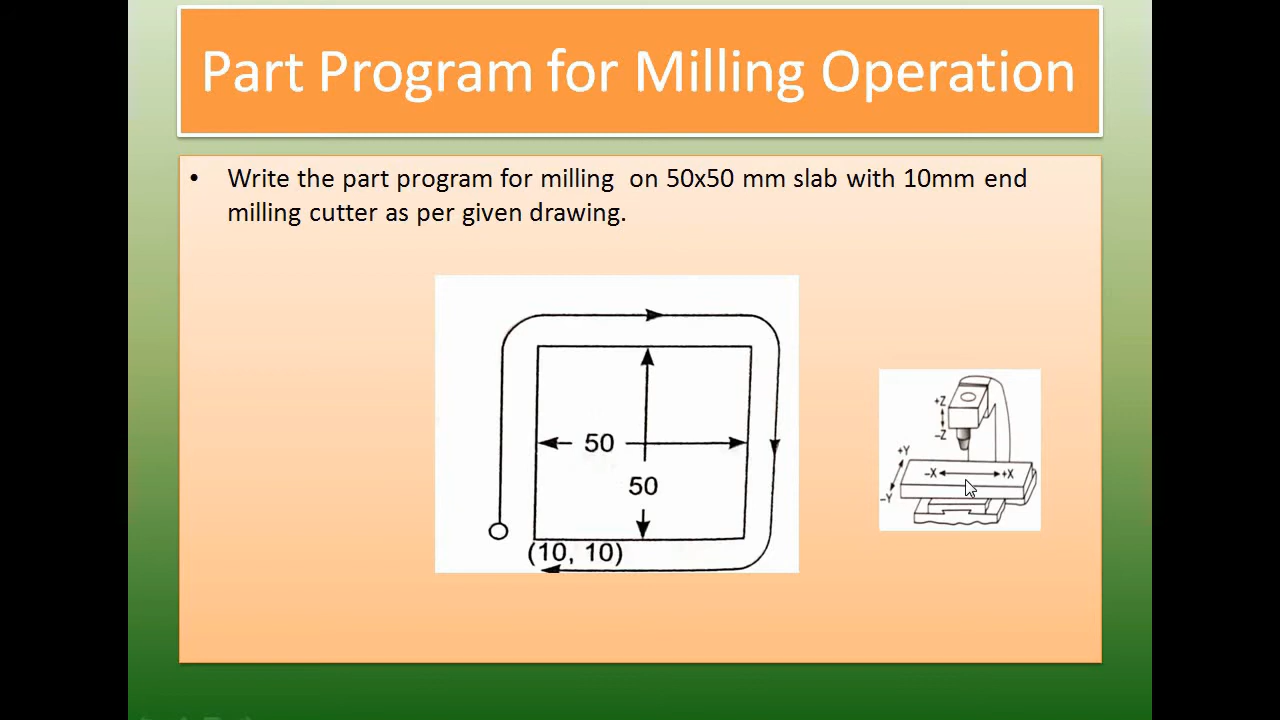 Part Program for Milling Operation
• Write the part program for milling on 50x50 mm slab with 10mm end
milling cutter as per given drawing.
50
50
(10, 10)
+Z
-Z
+Y
-X +X
-Y